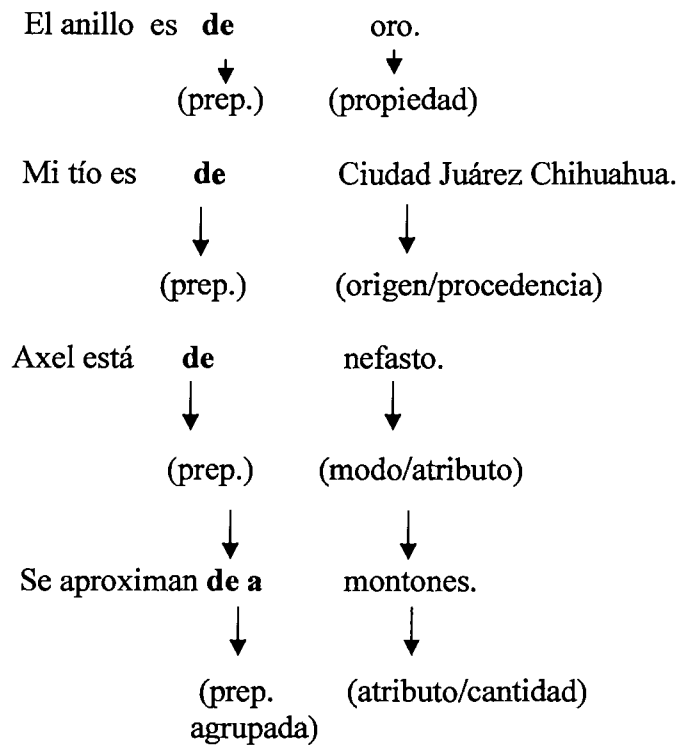 El anillo es de oro.
(prep.) (propiedad)
Mi tío es de Ciudad Juárez Chihuahua.
(prep.) (origen/procedencia)
Axel está de nefasto.
(prep.) (modo/atributo)
Se aproximan de a montones.
(prep. (atributo/cantidad)
agrupada)